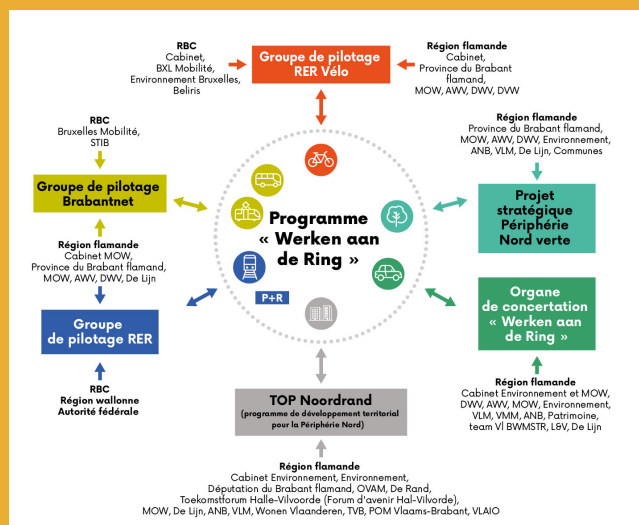 RBC
Cabinet,
BXL Mobilité,
Environnement Bruxelles,
Beliris
Groupe de pilotage
RER Vélo
Région flamande
Cabinet,
Province du Brabant
flamand,
MOW, AWV, DWV, DVW
RBC
Bruxelles Mobilité,
STIB
Groupe de pilotage
Brabantnet
Région flamande
Cabinet MOW,
Province du Brabant flamand,
MOW, AWV, DWV, De Lijn
Groupe
de pilotage RER
RBC
Région wallonne
Autorité fédérale
Programme
« Werken aan
de Ring »
P+R
Région flamande
Province du Brabant flamand,
MOW, AWV, DWV, Environnement,
ANB, VLM, De Lijn, Communes
Projet
stratégique
Périphérie
Nord verte
Organe
de concertation
« Werken aan
de Ring »
Région flamande
Cabinet Environnement et MOW,
DWV, AWV, MOW, Environnement,
VLM, VMM, ANB, Patrimoine,
team Vl BWMSTR, L&V, De Lijn
TOP Noordrand
(programme de développement territorial
pour la Périphérie Nord)
Région flamande
Cabinet Environnement, Environnement,
Députation du Brabant flamand, OVAM, De Rand,
Toekomstforum Halle-Vilvoorde (Forum d'avenir Hal-Vilvorde),
MOW, De Lijn, ANB, VLM, Wonen Vlaanderen, TVB, POM Vlaams-Brabant, VLAIO